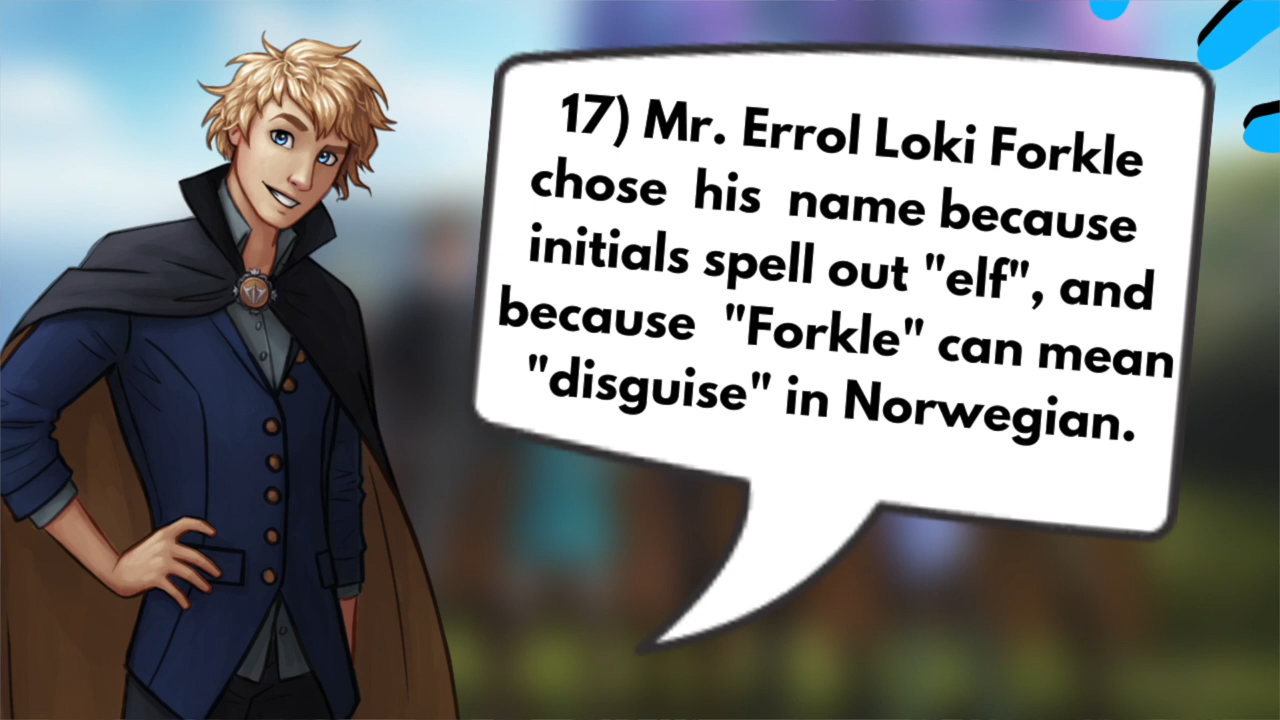 17) Mr. Errol Loki Forkle
chose his name because
initials spell out "elf", and
because "Forkle" can mean
"disguise" in Norwegian.